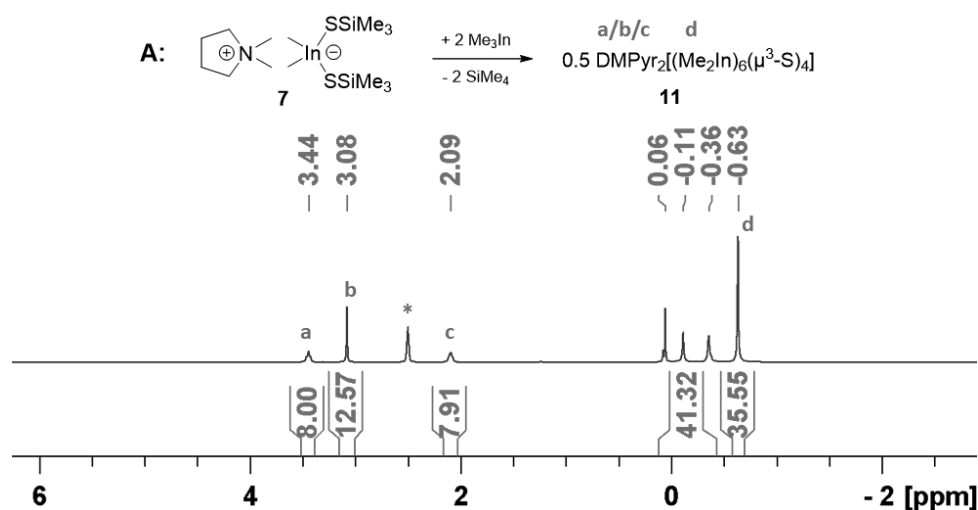 a/b/c d
SSiMe3
A: + 2 Me3In
N In 0.5 DMPyr2[(Me2In)6(µ³-S)4]
- 2 SiMe4
SSiMe3
7 11
3.44 3.08 2.09 0.06 -0.11 -0.36 -0.63
d
b
*
a c
8.00 12.57 7.91 41.32 35.55
6 4 2 0 - 2 [ppm]